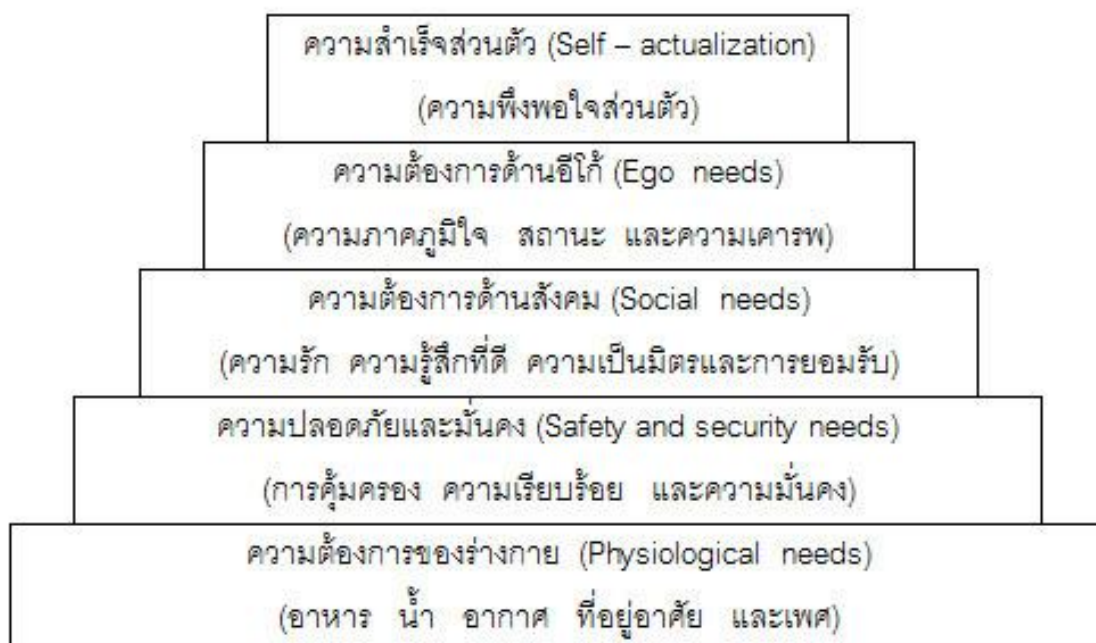 ความสำเร็จส่วนตัว (Self – actualization)
(ความพึงพอใจส่วนตัว)
ความต้องการด้านอีโก้ (Ego needs)
(ความภาคภูมิใจ สถานะ และความเคารพ)
ความต้องการด้านสังคม (Social needs)
(ความรัก ความรู้สึกที่ดี ความเป็นมิตรและการยอมรับ)
ความปลอดภัยและมั่นคง (Safety and security needs)
(การคุ้มครอง ความเรียบร้อย และความมั่นคง)
ความต้องการของร่างกาย (Physiological needs)
(อาหาร น้ำ อากาศ ที่อยู่อาศัย และเพศ)